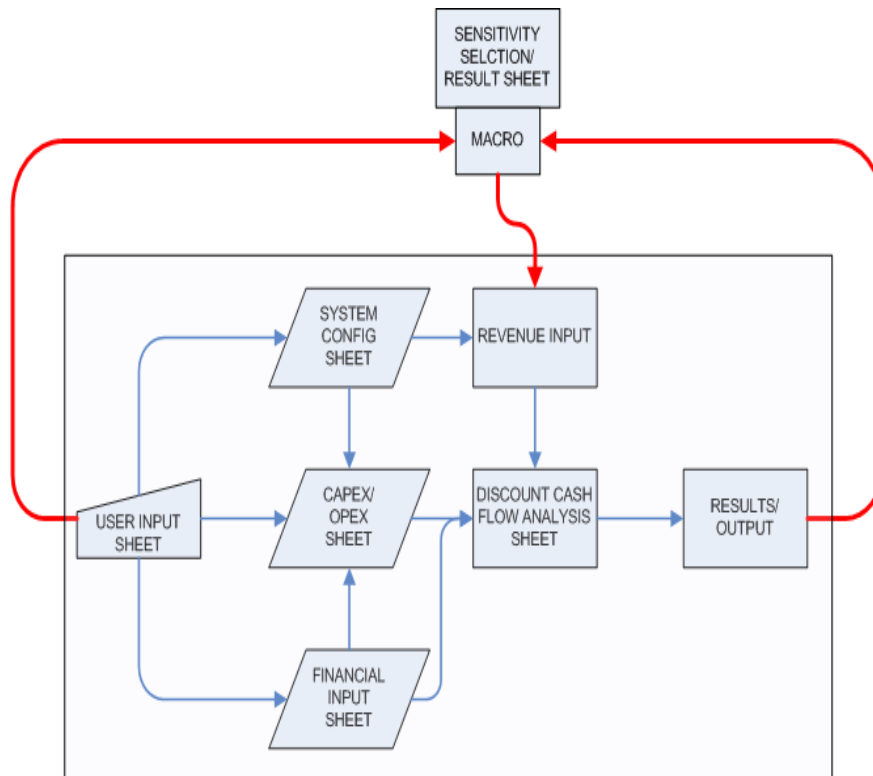 SENSITIVITY
SELCTION/
RESULT SHEET
MACRO
SYSTEM
CONFIG
SHEET
REVENUE INPUT
USER INPUT
SHEET
CAPEX/
OPEX
SHEET
DISCOUNT CASH
FLOW ANALYSIS
SHEET
RESULTS/
OUTPUT
FINANCIAL
INPUT
SHEET